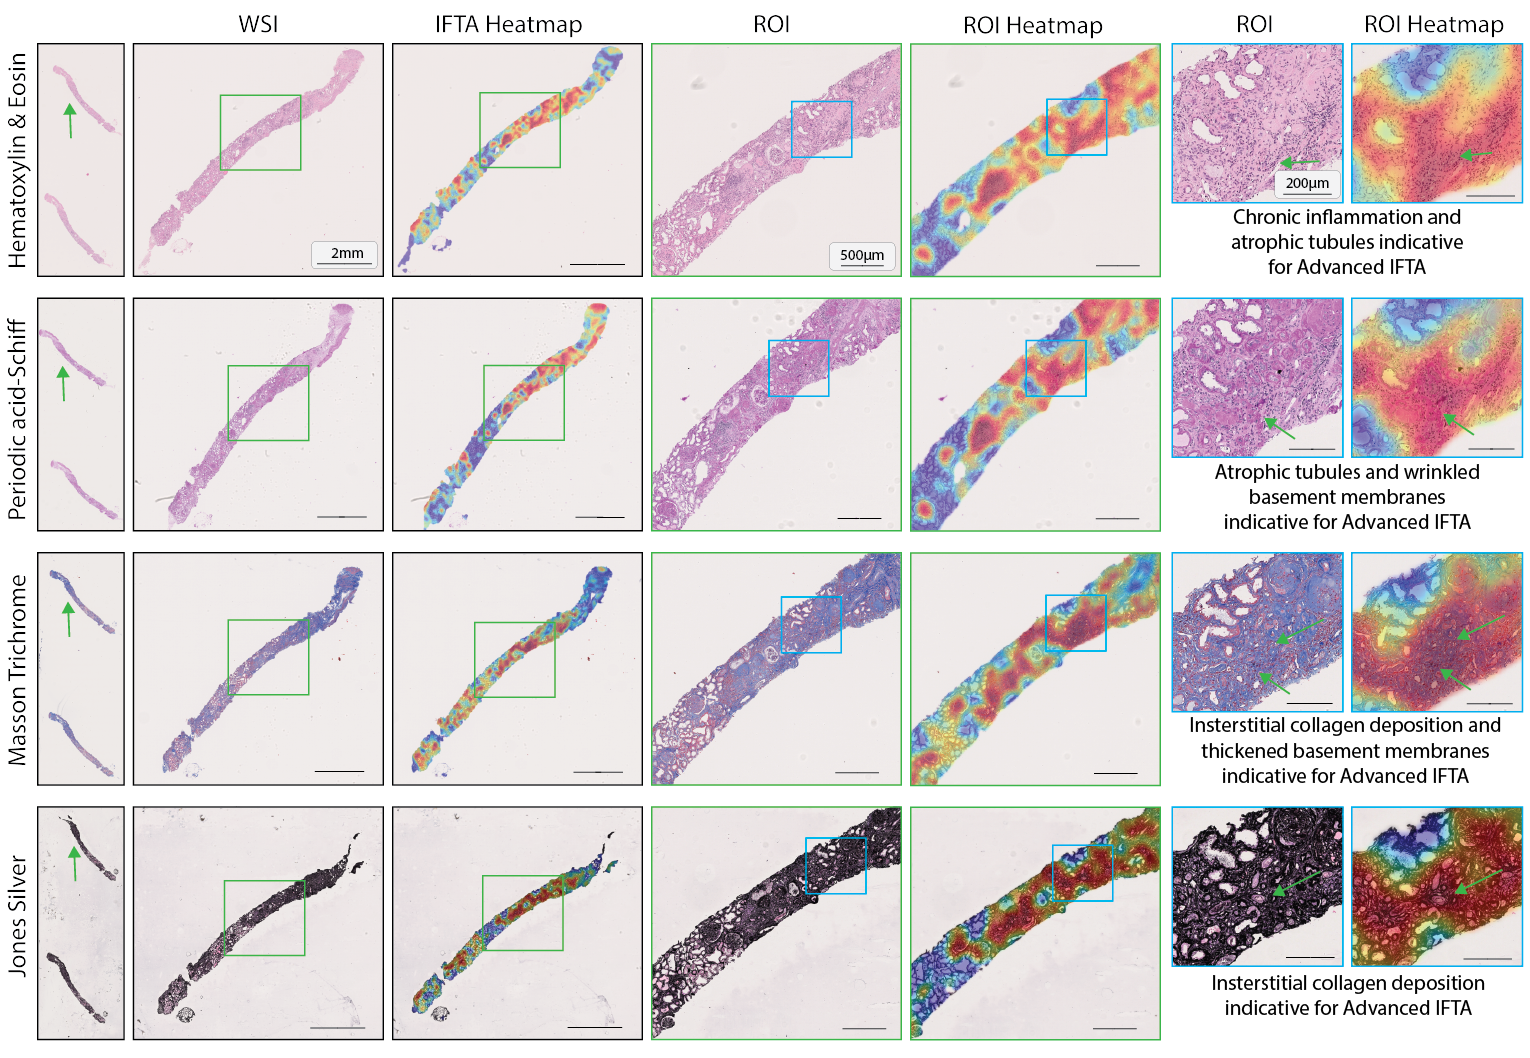 WSI
IFTA Heatmap
ROI
ROI Heatmap
ROI
ROI Heatmap
Hematoxylin & Eosin
2mm
500µm
200µm
Chronic inflammation and
atrophic tubules indicative
for Advanced IFTA
Periodic acid-Schiff
Atrophic tubules and wrinkled
basement membranes
indicative for Advanced IFTA
Masson Trichrome
Insterstitial collagen deposition and
thickened basement membranes
indicative for Advanced IFTA
Jones Silver
Insterstitial collagen deposition
indicative for Advanced IFTA